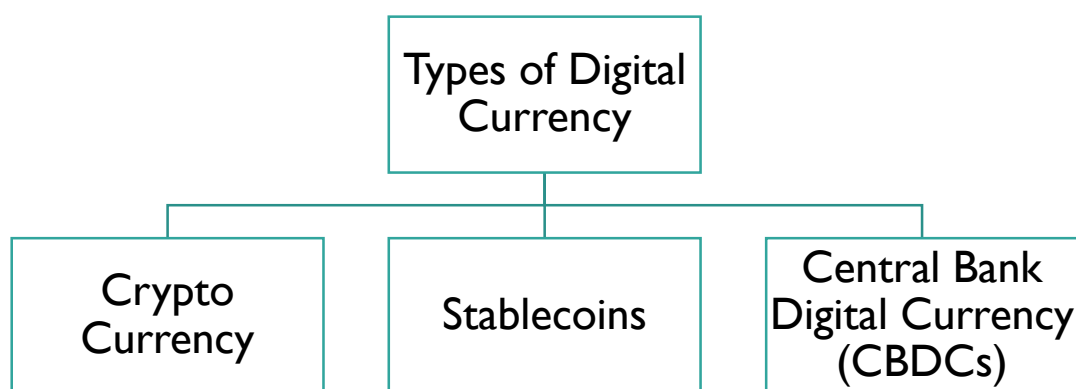 Types of Digital
Currency
Crypto
Currency
Stablecoins
Central Bank
Digital Currency
(CBDCs)